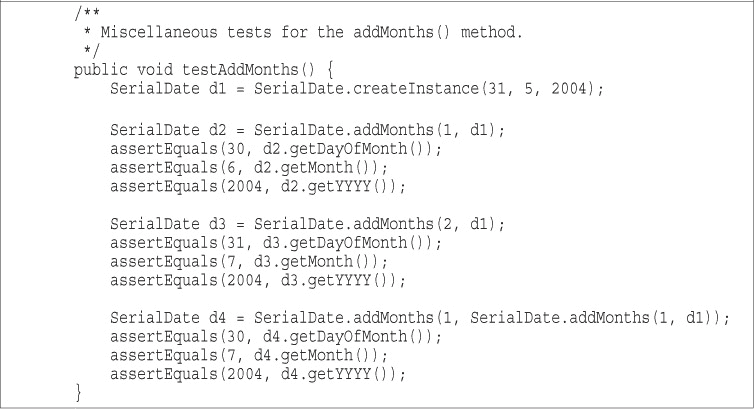 /**
 * Miscellaneous tests for the addMonths() method.
 */
public void testAddMonths() {
    SerialDate d1 = SerialDate.createInstance(31, 5, 2004);

    SerialDate d2 = SerialDate.addMonths(1, d1);
    assertEquals(30, d2.getDayOfMonth());
    assertEquals(6, d2.getMonth());
    assertEquals(2004, d2.getYYYY());

    SerialDate d3 = SerialDate.addMonths(2, d1);
    assertEquals(31, d3.getDayOfMonth());
    assertEquals(7, d3.getMonth());
    assertEquals(2004, d3.getYYYY());

    SerialDate d4 = SerialDate.addMonths(1, SerialDate.addMonths(1, d1));
    assertEquals(30, d4.getDayOfMonth());
    assertEquals(7, d4.getMonth());
    assertEquals(2004, d4.getYYYY());
}